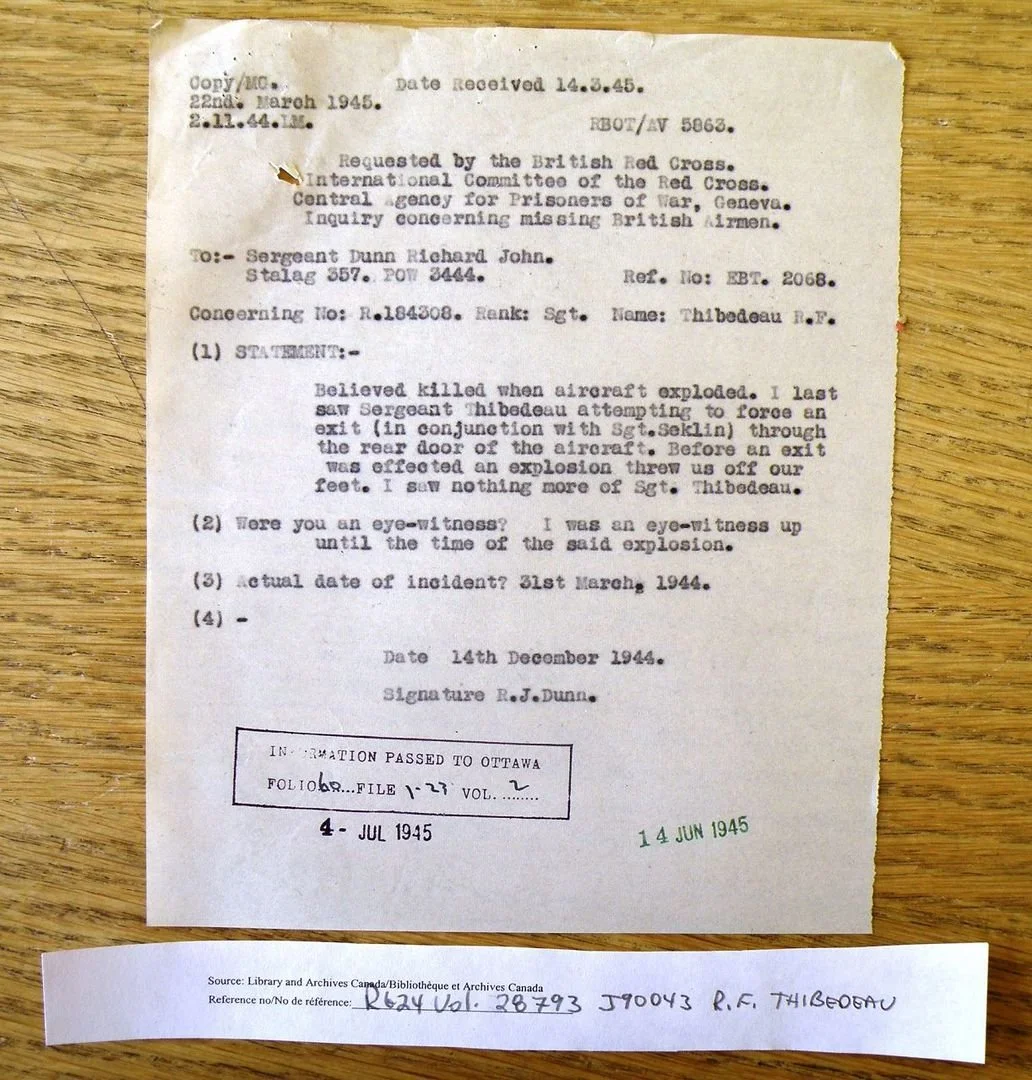 Copy/MC. Date Received 14.3.45.
22nd. March 1945.
2.11.44.LM.
RBOT/AV 5863.
Requested by the British Red Cross.
International Committee of the Red Cross.
Central Agency for Prisoners of War, Geneva.
Inquiry concerning missing British Airmen.
To:- Sergeant Dunn Richard John.
Stalag 357. POW 3444. Ref. No: EBT. 2068.
Concerning No: R.184308. Rank: Sgt. Name: Thibedeau R.F.
(1) STATEMENT:-
Believed killed when aircraft exploded. I last
saw Sergeant Thibedeau attempting to force an
exit (in conjunction with Sgt.Seklin) through
the rear door of the aircraft. Before an exit
was effected an explosion threw us off our
feet. I saw nothing more of Sgt. Thibedeau.
(2) Were you an eye-witness? I was an eye-witness up
until the time of the said explosion.
(3) Actual date of incident? 31st March, 1944.
(4) -
Date 14th December 1944.
Signature R.J.Dunn.
INFORMATION PASSED TO OTTAWA
FOLIO...FILE 1-23 VOL. 2
4 - JUL 1945
14 JUN 1945
Source: Library and Archives Canada/Bibliothèque et Archives Canada
Reference no/No de référence: R624 Vol. 28793 J90043 R.F. THIBEDEAU